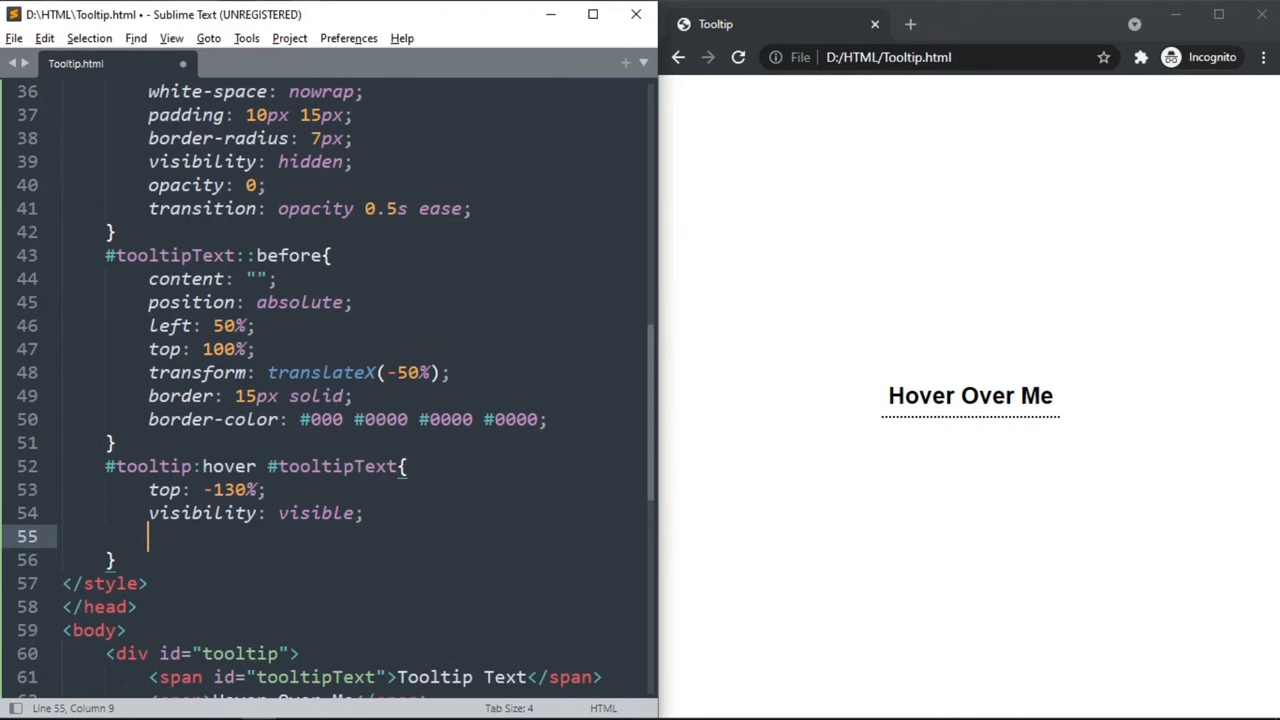 D:\HTML\Tooltip.html • - Sublime Text (UNREGISTERED)
File Edit Selection Find View Goto Tools Project Preferences Help
Tooltip.html
36 white-space: nowrap;
37 padding: 10px 15px;
38 border-radius: 7px;
39 visibility: hidden;
40 opacity: 0;
41 transition: opacity 0.5s ease;
42 }
43 #tooltipText::before{
44 content: "";
45 position: absolute;
46 left: 50%;
47 top: 100%;
48 transform: translateX(-50%);
49 border: 15px solid;
50 border-color: #000 #0000 #0000 #0000;
51 }
52 #tooltip:hover #tooltipText{
53 top: -130%;
54 visibility: visible;
55
56 }
57 </style>
58 </head>
59 <body>
60 <div id="tooltip">
61 <span id="tooltipText">Tooltip Text</span>
62 <span>Hover Over Me</span>
Line 55, Column 9
Tab Size: 4
HTML
Tooltip
File D:/HTML/Tooltip.html
Incognito
Hover Over Me